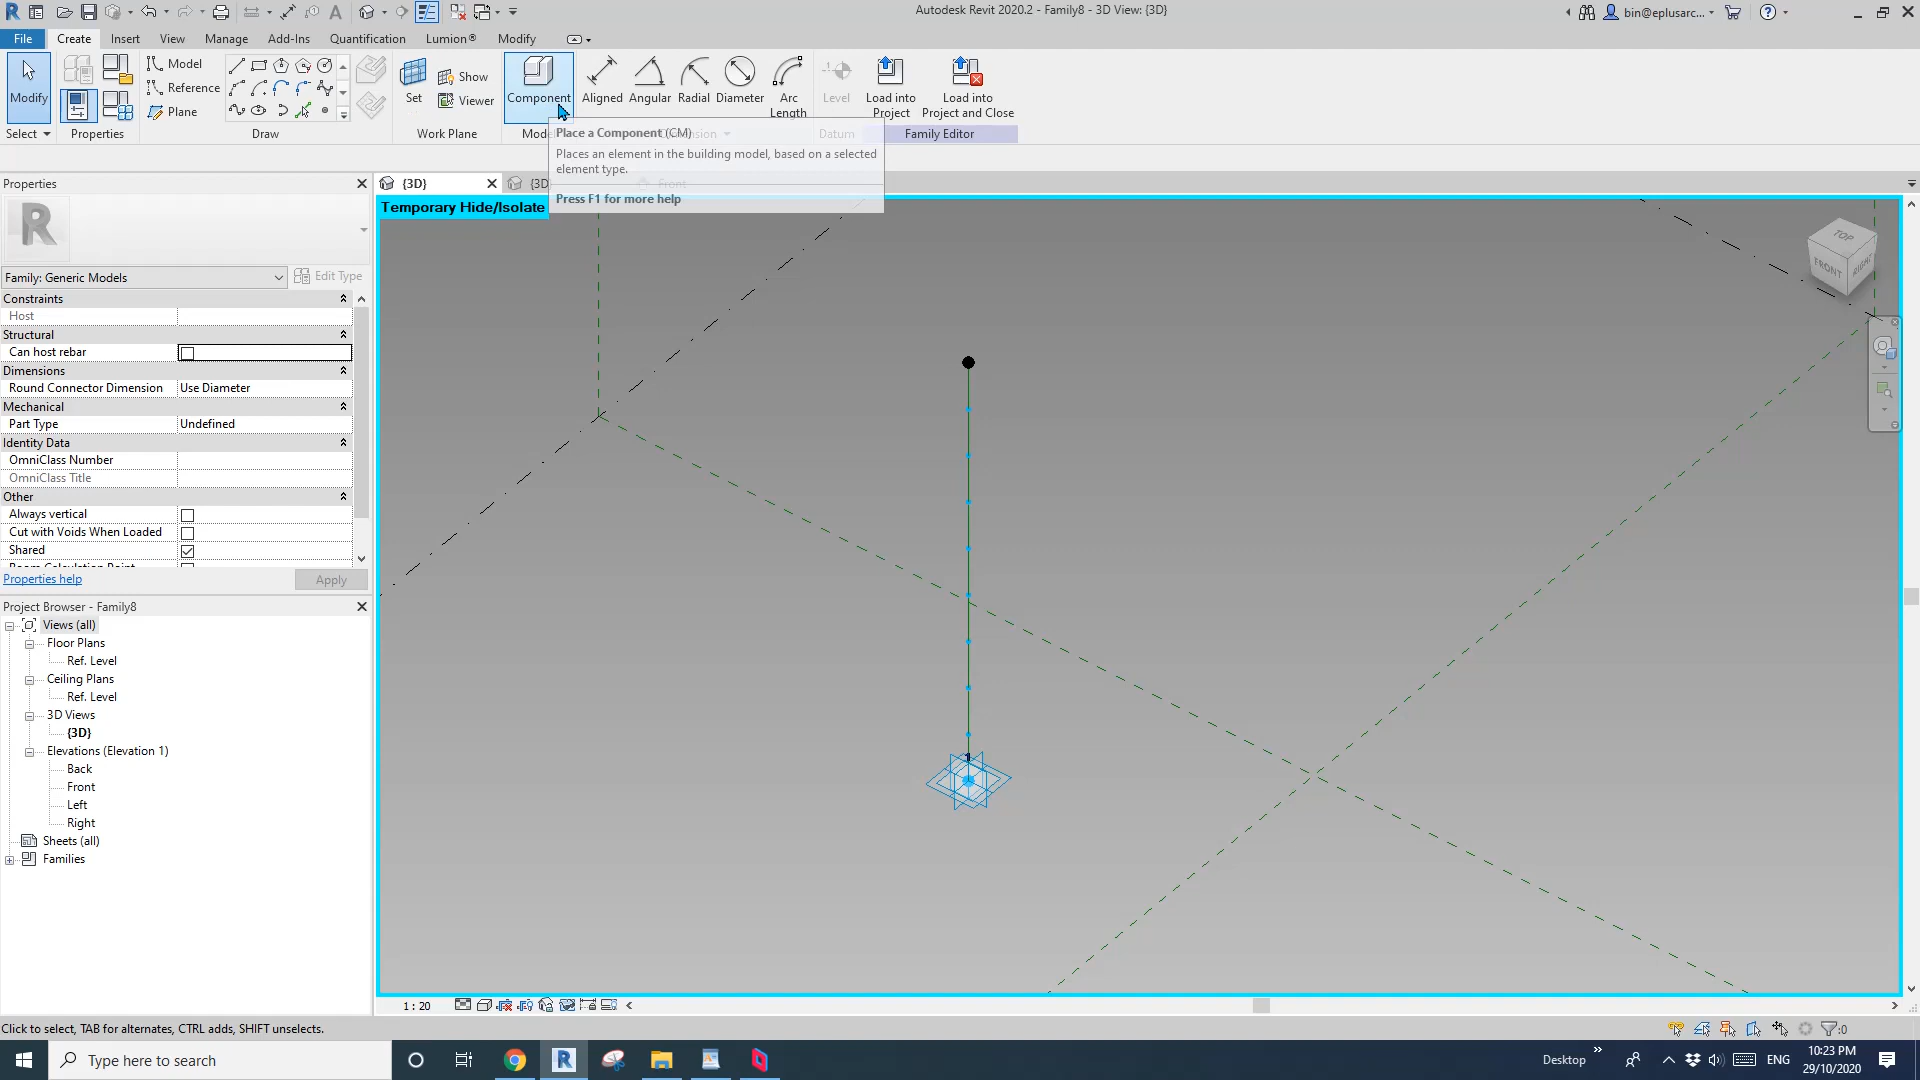 Autodesk Revit 2020.2 - Family8 - 3D View: {3D}
bin@eplusarc...
File
Create
Insert
View
Manage
Add-Ins
Quantification
Lumion®
Modify
Modify
Model
Reference
Plane
Set
Show
Viewer
Component
Aligned
Angular
Radial
Diameter
Arc
Length
Level
Load into
Project
Load into
Project and Close
Select
Properties
Draw
Work Plane
Datum
Family Editor
Place a Component (CM)
Places an element in the building model, based on a selected
element type.
Press F1 for more help
Properties
{3D}
Front
Temporary Hide/Isolate
TOP
FRONT
RIGHT
Family: Generic Models
Edit Type
Constraints
Host
Structural
Can host rebar
Dimensions
Round Connector Dimension
Use Diameter
Mechanical
Part Type
Undefined
Identity Data
OmniClass Number
OmniClass Title
Other
Always vertical
Cut with Voids When Loaded
Shared
Room Calculation Point
Properties help
Apply
Project Browser - Family8
Views (all)
Floor Plans
Ref. Level
Ceiling Plans
Ref. Level
3D Views
{3D}
Elevations (Elevation 1)
Back
Front
Left
Right
Sheets (all)
Families
1
1 : 20
Click to select, TAB for alternates, CTRL adds, SHIFT unselects.
:0
Type here to search
Desktop
ENG
10:23 PM
29/10/2020